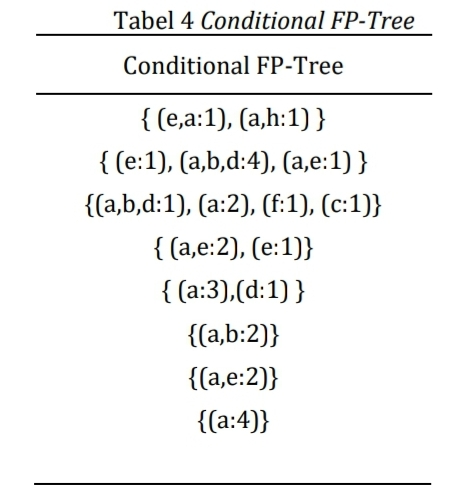 Tabel 4 Conditional FP-Tree
Conditional FP-Tree
{ (e,a:1), (a,h:1) }
{ (e:1), (a,b,d:4), (a,e:1) }
{(a,b,d:1), (a:2), (f:1), (c:1)}
{ (a,e:2), (e:1)}
{ (a:3),(d:1) }
{(a,b:2)}
{(a,e:2)}
{(a:4)}